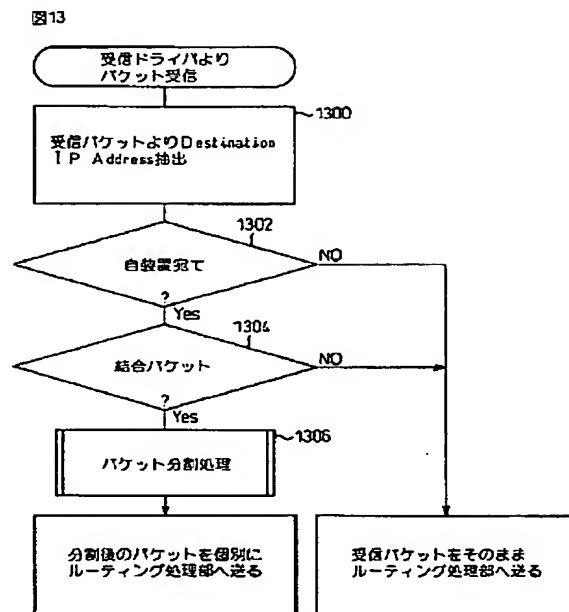 図13
受信ドライバより
パケット受信
1300
受信パケットよりDestination
IP Address抽出
1302
自装置宛て
?
NO
Yes
1304
結合パケット
?
NO
Yes
1306
パケット分割処理
分割後のパケットを個別に
ルーティング処理部へ送る
受信パケットをそのまま
ルーティング処理部へ送る